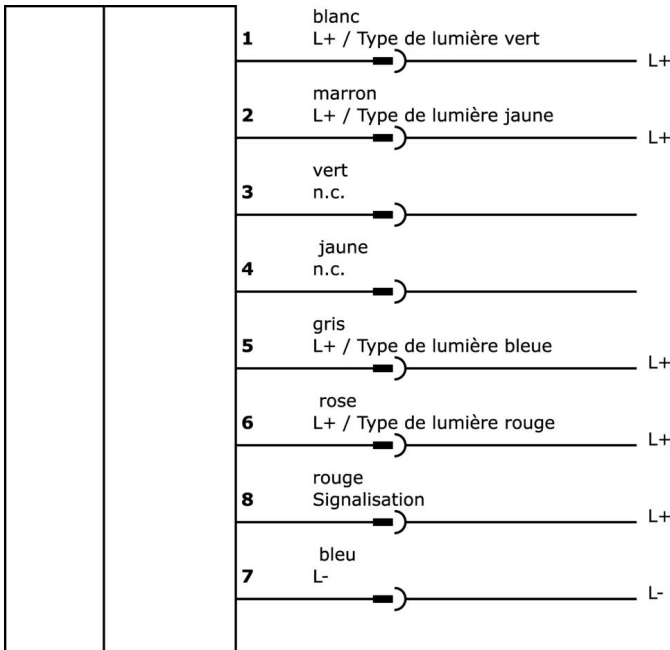 blanc
1 L+ / Type de lumière vert
L+
marron
2 L+ / Type de lumière jaune
L+
vert
3 n.c.
jaune
4 n.c.
gris
5 L+ / Type de lumière bleue
L+
rose
6 L+ / Type de lumière rouge
L+
rouge
8 Signalisation
L+
bleu
7 L-
L-